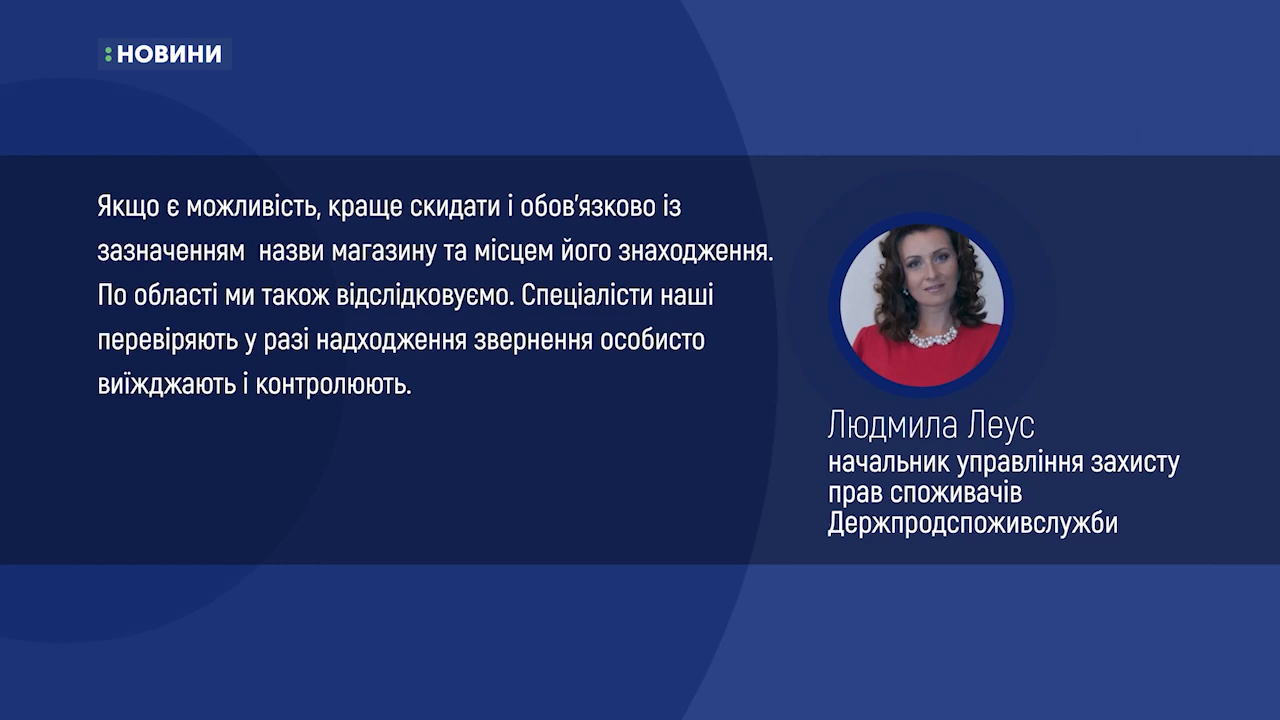 :НОВИНИ
Якщо є можливість, краще скидати і обов'язково із
зазначенням назви магазину та місцем його знаходження.
По області ми також відслідковуємо. Спеціалісти наші
перевіряють у разі надходження звернення особисто
виїжджають і контролюють.
Людмила Леус
начальник управління захисту
прав споживачів
Держпродспоживслужби